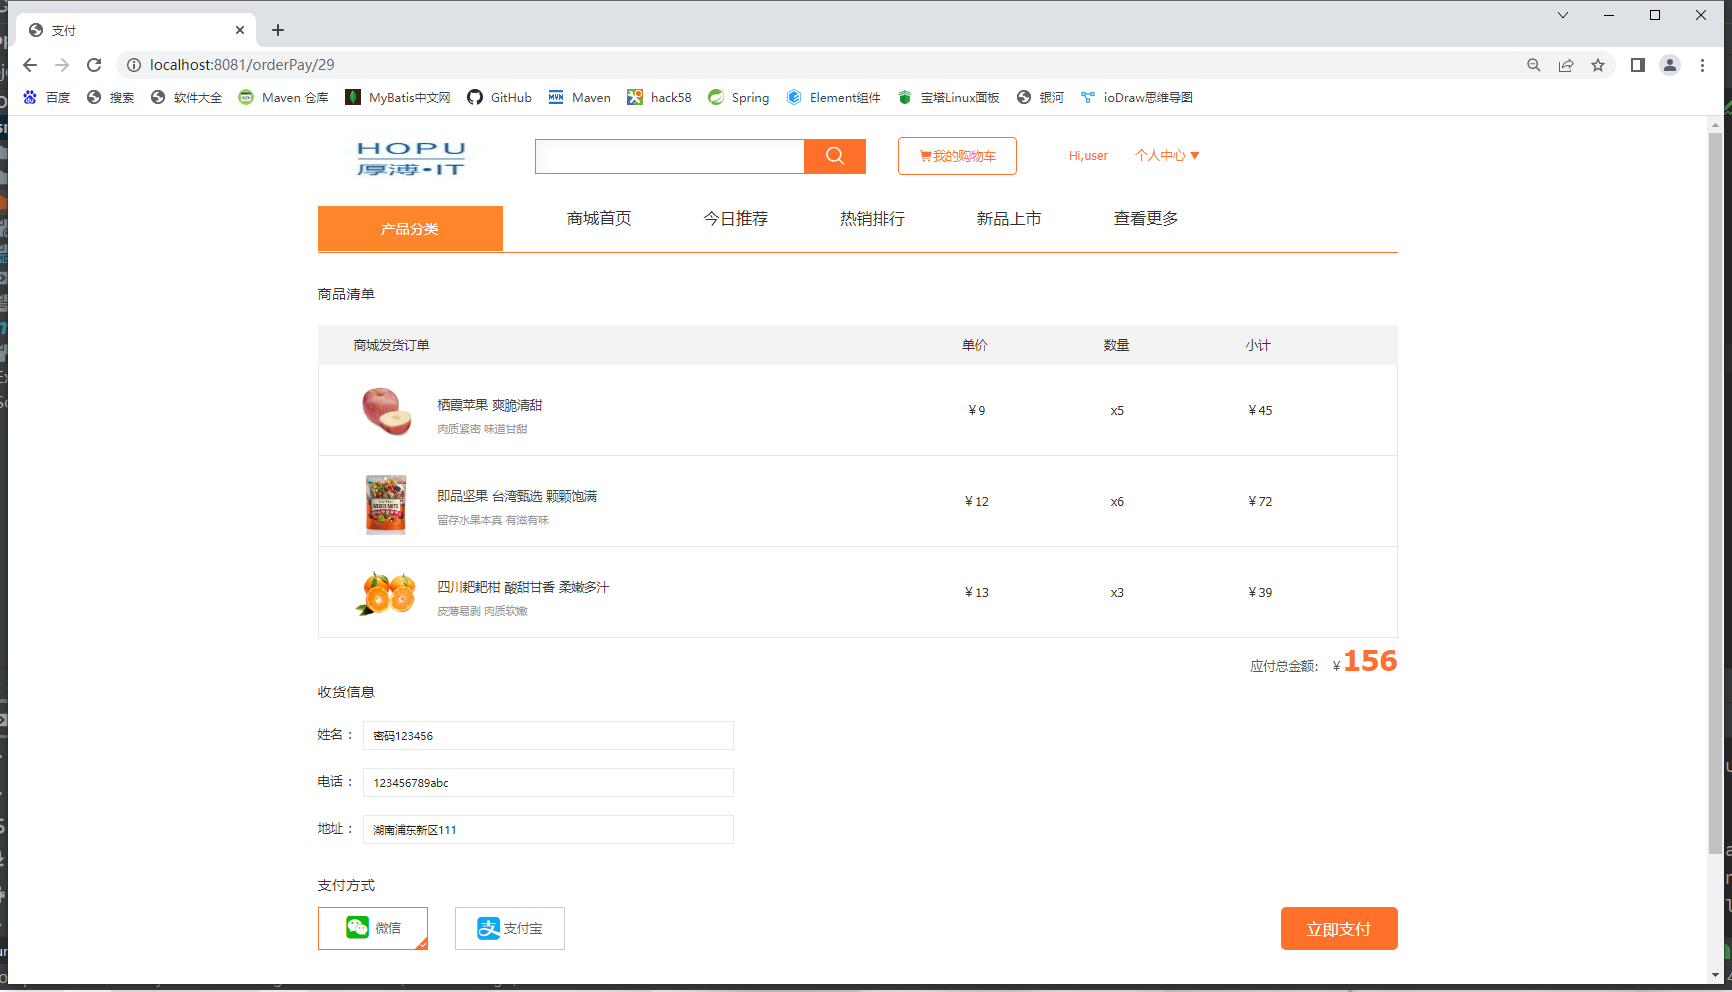 支付
localhost:8081/orderPay/29
百度 搜索 软件大全 Maven 仓库 MyBatis中文网 GitHub Maven hack58 Spring Element组件 宝塔Linux面板 银河 ioDraw思维导图
HOPU
厚溥·IT
我的购物车
Hi,user
个人中心 ▼
产品分类 商城首页 今日推荐 热销排行 新品上市 查看更多
商品清单
商城发货订单 单价 数量 小计
栖霞苹果 爽脆清甜
肉质紧密 味道甘甜
¥9 x5 ¥45
即品坚果 台湾甄选 颗颗饱满
留存水果本真 有滋有味
¥12 x6 ¥72
MIXED NUTS
四川耙耙柑 酸甜甘香 柔嫩多汁
皮薄易剥 肉质软嫩
¥13 x3 ¥39
应付总金额: ¥156
收货信息
姓名： 密码123456
电话： 123456789abc
地址： 湖南浦东新区111
支付方式
微信 支付宝 立即支付